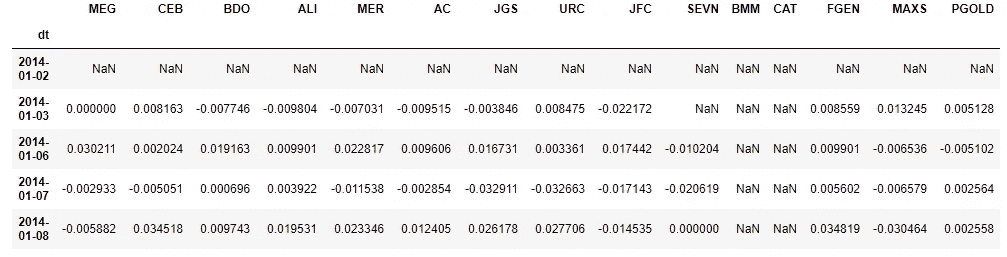 MEG CEB BDO ALI MER AC JGS URC JFC SEVN BMM CAT FGEN MAXS PGOLD
dt
2014-
01-02 NaN NaN NaN NaN NaN NaN NaN NaN NaN NaN NaN NaN NaN NaN NaN
2014-
01-03 0.000000 0.008163 -0.007746 -0.009804 -0.007031 -0.009515 -0.003846 0.008475 -0.022172 NaN NaN NaN 0.008559 0.013245 0.005128
2014-
01-06 0.030211 0.002024 0.019163 0.009901 0.022817 0.009606 0.016731 0.003361 0.017442 -0.010204 NaN NaN 0.009901 -0.006536 -0.005102
2014-
01-07 -0.002933 -0.005051 0.000696 0.003922 -0.011538 -0.002854 -0.032911 -0.032663 -0.017143 -0.020619 NaN NaN 0.005602 -0.006579 0.002564
2014-
01-08 -0.005882 0.034518 0.009743 0.019531 0.023346 0.012405 0.026178 0.027706 -0.014535 0.000000 NaN NaN 0.034819 -0.030464 0.002558